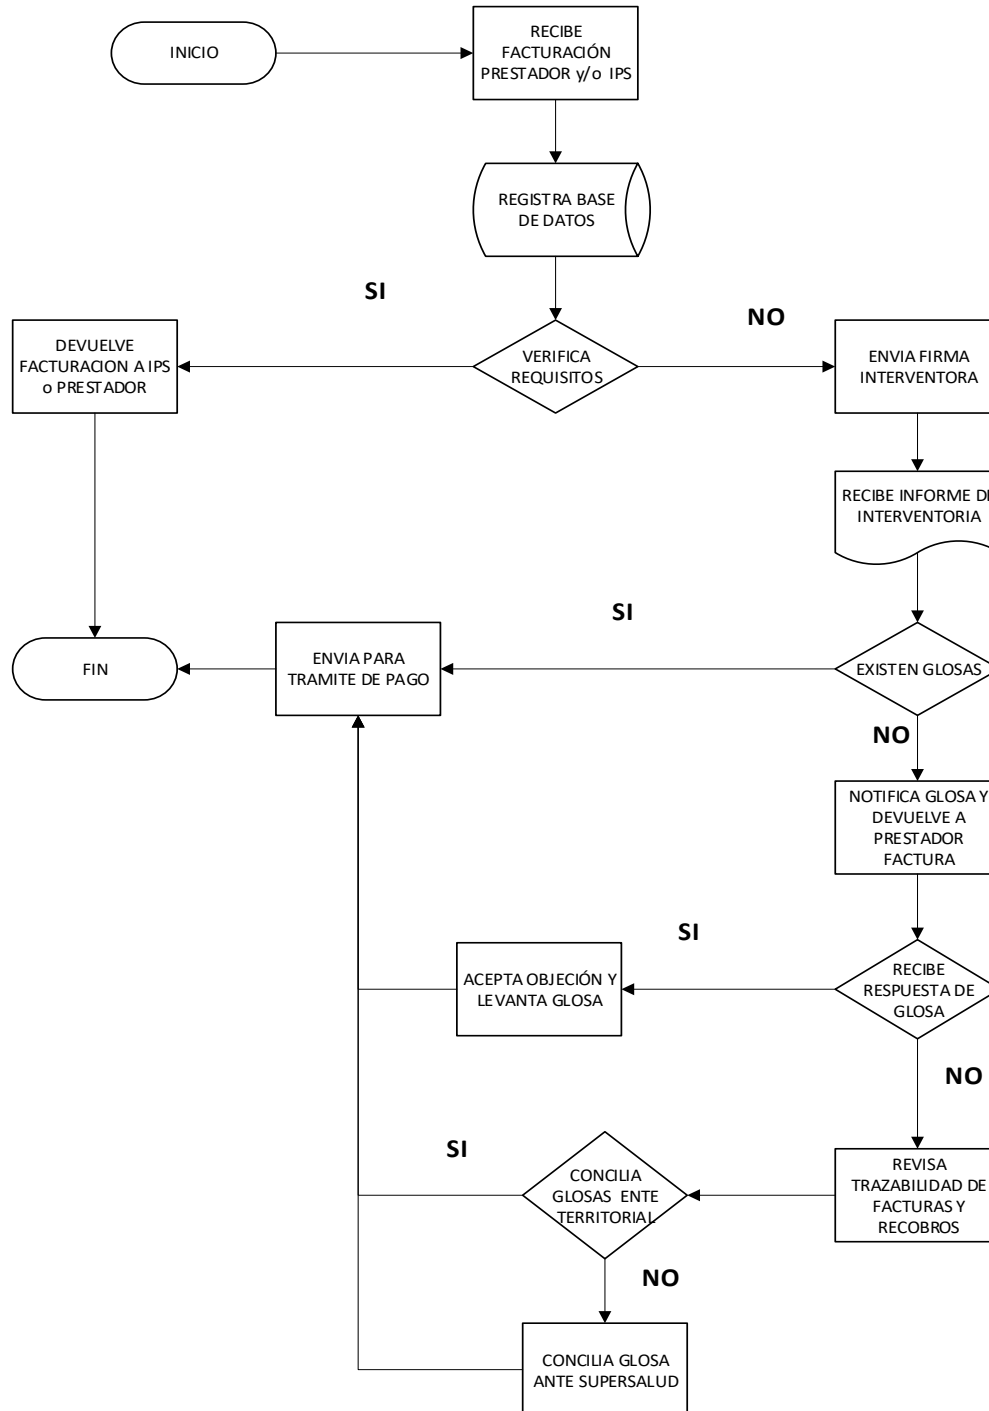 INICIO
RECIBE
FACTURACIÓN
PRESTADOR y/o IPS
REGISTRA BASE
DE DATOS
SI
NO
DEVUELVE
FACTURACION A IPS
o PRESTADOR
VERIFICA
REQUISITOS
ENVIA FIRMA
INTERVENTORA
RECIBE INFORME DE
INTERVENTORIA
SI
FIN
ENVIA PARA
TRAMITE DE PAGO
EXISTEN GLOSAS
NO
NOTIFICA GLOSA Y
DEVUELVE A
PRESTADOR
FACTURA
SI
ACEPTA OBJECIÓN Y
LEVANTA GLOSA
RECIBE
RESPUESTA DE
GLOSA
NO
SI
CONCILIA
GLOSAS ENTE
TERRITORIAL
REVISA
TRAZABILIDAD DE
FACTURAS Y
RECOBROS
NO
CONCILIA GLOSA
ANTE SUPERSALUD